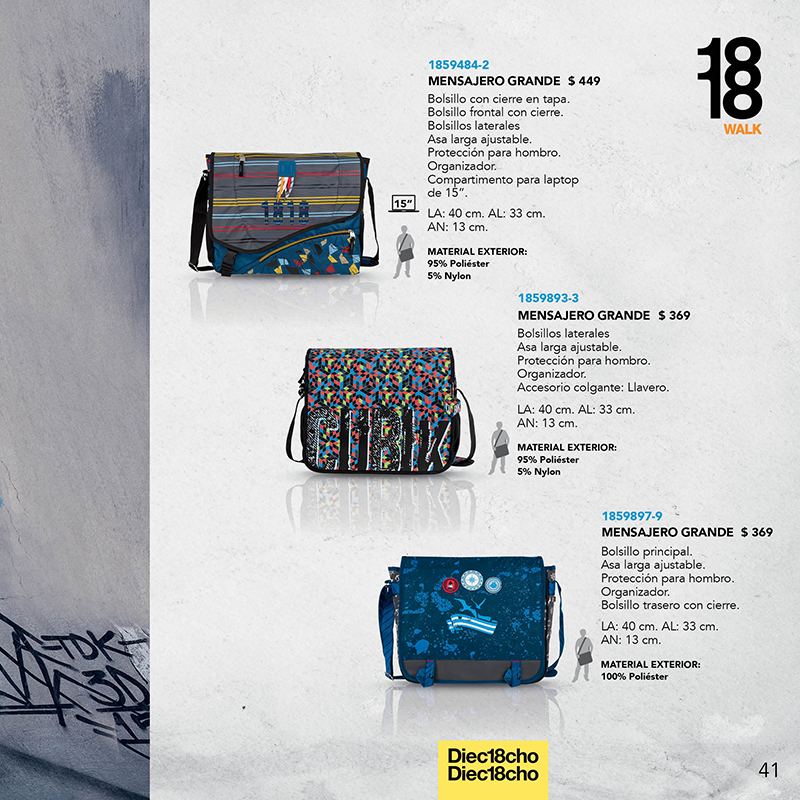 1859484-2
MENSAJERO GRANDE $ 449
Bolsillo con cierre en tapa.
Bolsillo frontal con cierre.
Bolsillos laterales
Asa larga ajustable.
Protección para hombro.
Organizador.
Compartimento para laptop
de 15”.
LA: 40 cm. AL: 33 cm.
AN: 13 cm.
MATERIAL EXTERIOR:
95% Poliéster
5% Nylon
15”
18
18
WALK
1818
1859893-3
MENSAJERO GRANDE $ 369
Bolsillos laterales
Asa larga ajustable.
Protección para hombro.
Organizador.
Accesorio colgante: Llavero.
LA: 40 cm. AL: 33 cm.
AN: 13 cm.
MATERIAL EXTERIOR:
95% Poliéster
5% Nylon
1859897-9
MENSAJERO GRANDE $ 369
Bolsillo principal.
Asa larga ajustable.
Protección para hombro.
Organizador.
Bolsillo trasero con cierre.
LA: 40 cm. AL: 33 cm.
AN: 13 cm.
MATERIAL EXTERIOR:
100% Poliéster
TDK
3D
Diec18cho
Diec18cho
41